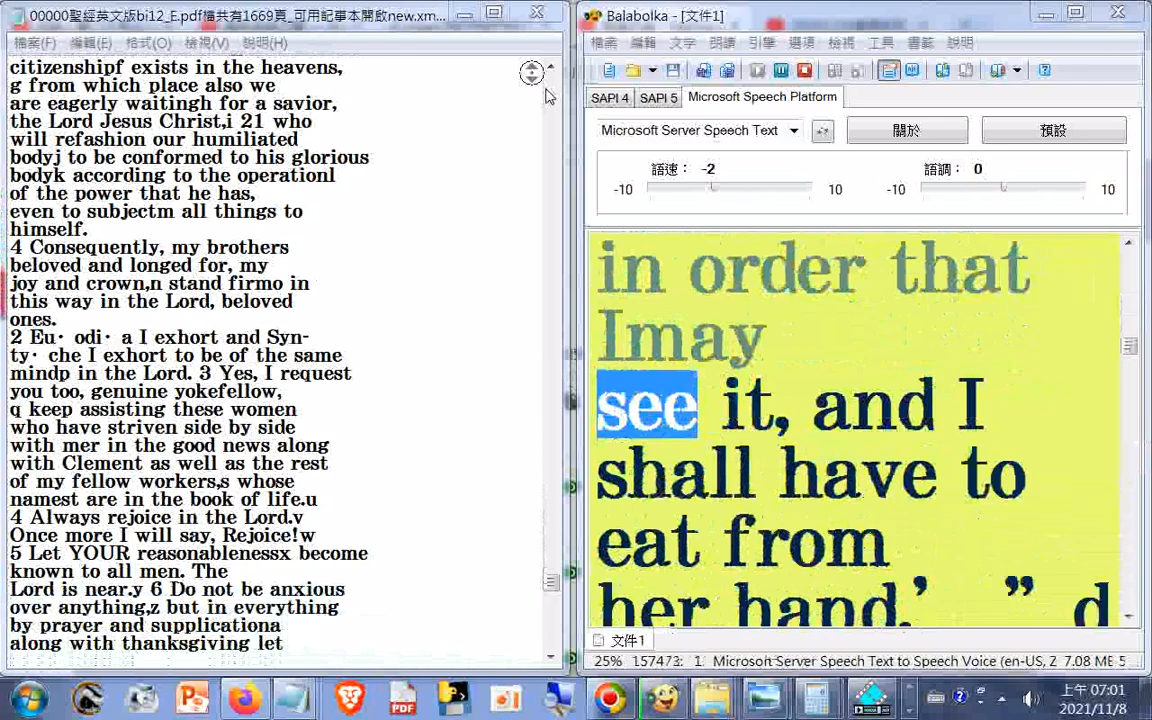 00000聖經英文版bi12_E.pdf檔共有1669頁_可用記事本開啟new.xm...
檔案(F) 編輯(E) 格式(O) 檢視(V) 說明(H)
citizenshipf exists in the heavens,
g from which place also we
are eagerly waitingh for a savior,
the Lord Jesus Christ,i 21 who
will refashion our humiliated
bodyj to be conformed to his glorious
bodyk according to the operationl
of the power that he has,
even to subjectm all things to
himself.
4 Consequently, my brothers
beloved and longed for, my
joy and crown,n stand firmo in
this way in the Lord, beloved
ones.
2 Eu· odi· a I exhort and Syn-
ty· che I exhort to be of the same
mindp in the Lord. 3 Yes, I request
you too, genuine yokefellow,
q keep assisting these women
who have striven side by side
with mer in the good news along
with Clement as well as the rest
of my fellow workers,s whose
namest are in the book of life.u
4 Always rejoice in the Lord.v
Once more I will say, Rejoice!w
5 Let YOUR reasonablenessx become
known to all men. The
Lord is near.y 6 Do not be anxious
over anything,z but in everything
by prayer and supplicationa
along with thanksgiving let
Balabolka - [文件1]
檔案 編輯 文字 朗讀 引擎 選項 檢視 工具 書籤 說明
SAPI 4 SAPI 5 Microsoft Speech Platform
Microsoft Server Speech Text 關於 預設
語速： -2 語調： 0
-10 10 -10 10
in order that
Imay
see it, and I
shall have to
eat from
her hand.’ ” d
文件1
25% 157473: 1 Microsoft Server Speech Text to Speech Voice (en-US, Z 7.08 MB 5
PDF
上午 07:01
2021/11/8